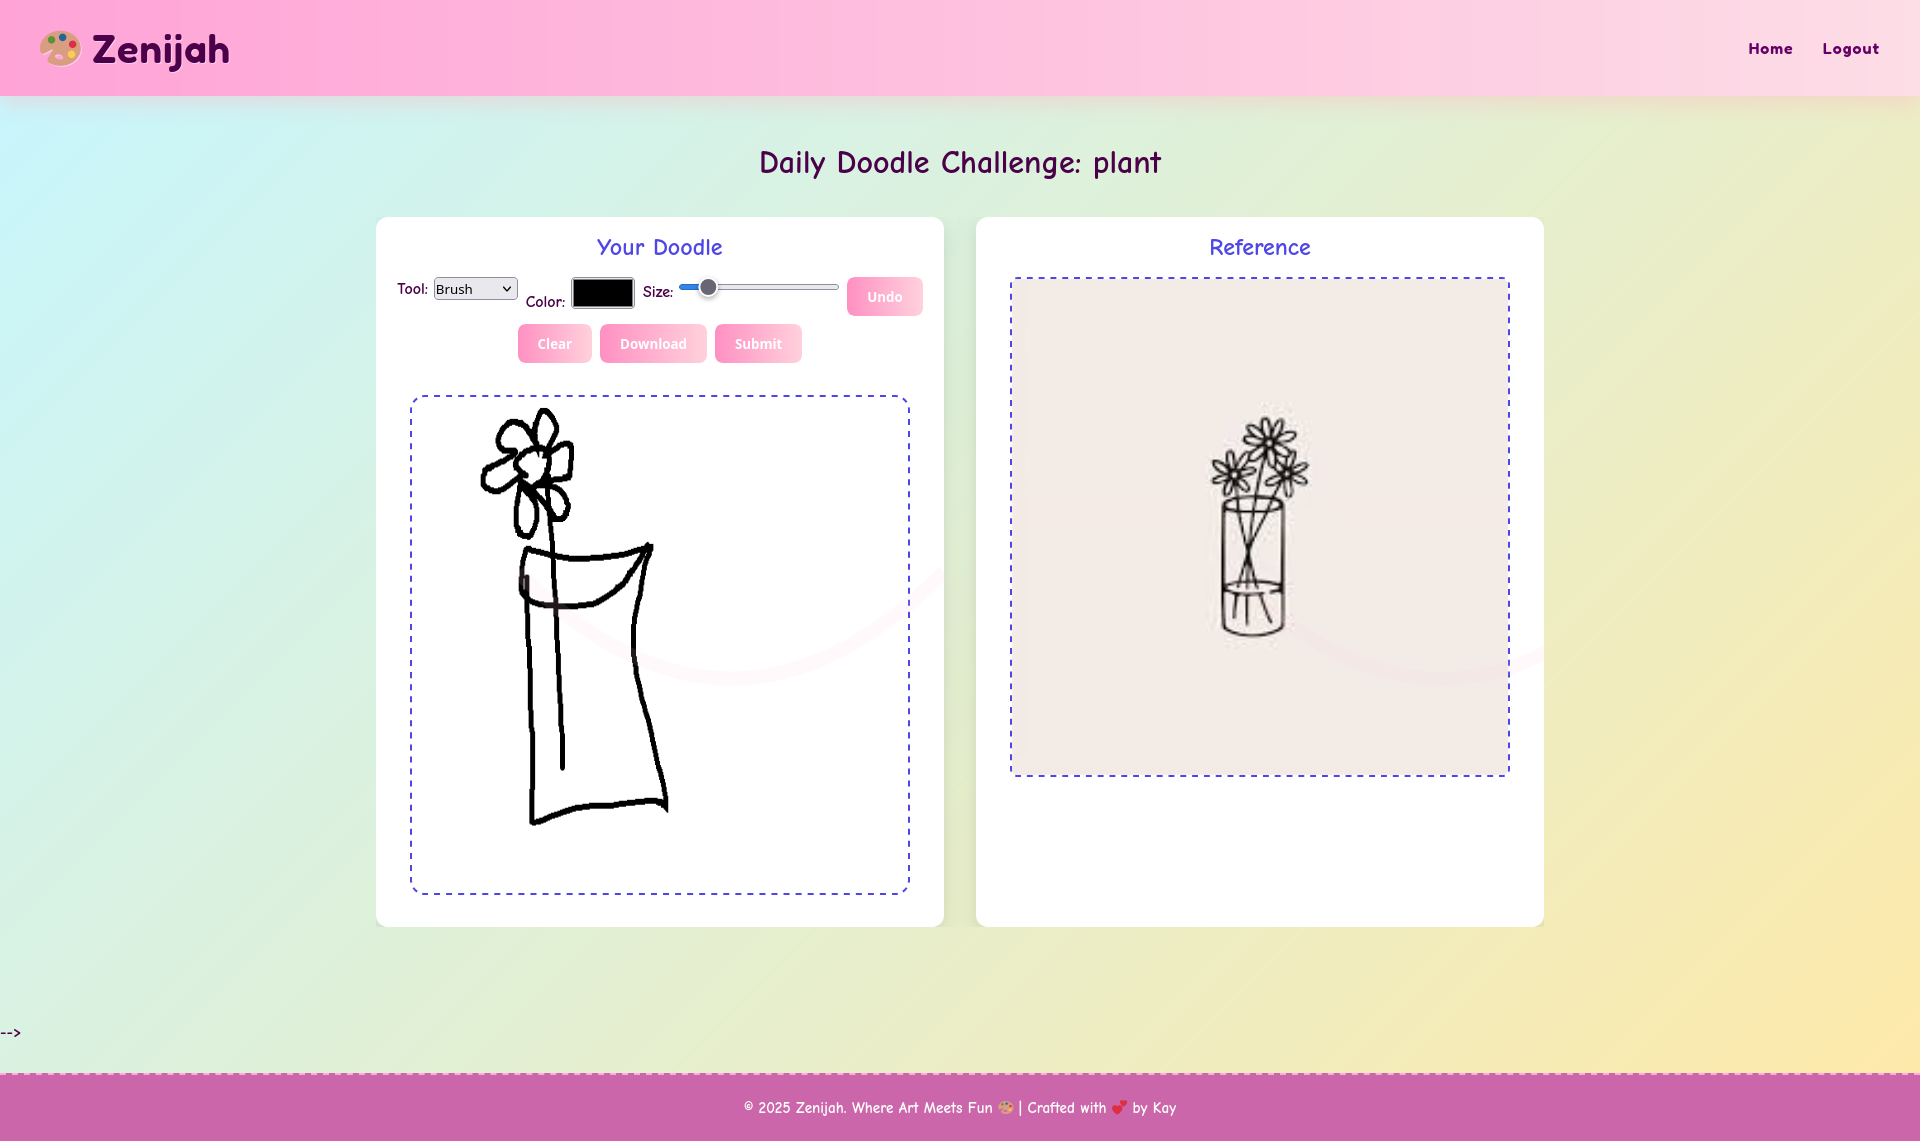 🎨 Zenijah
Home Logout
Daily Doodle Challenge: plant
Your Doodle
Tool: Brush Color: Size: Undo
Clear Download Submit
Reference
-->
© 2025 Zenijah. Where Art Meets Fun 🎨 | Crafted with 💕 by Kay